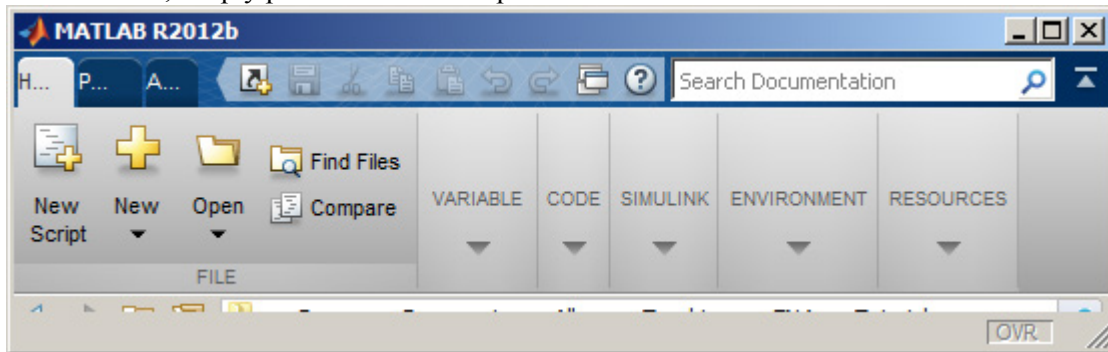 MATLAB R2012b
H... P... A... Search Documentation
Find Files
New Script New Open Compare VARIABLE CODE SIMULINK ENVIRONMENT RESOURCES
FILE
OVR